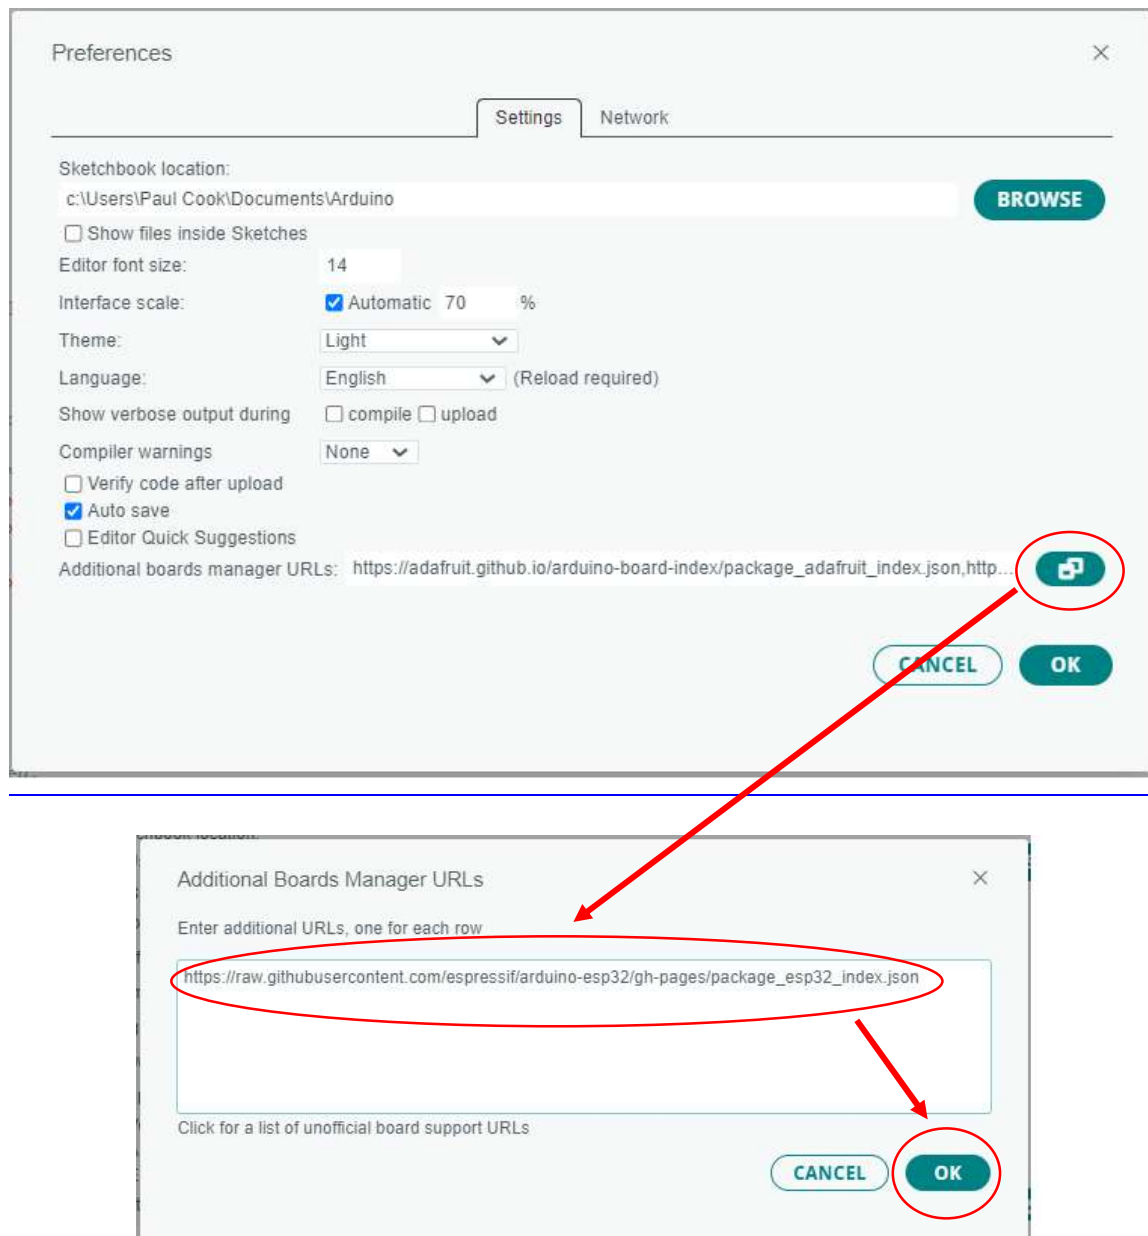 Preferences
Settings Network
Sketchbook location:
c:\Users\Paul Cook\Documents\Arduino
BROWSE
Show files inside Sketches
Editor font size: 14
Interface scale: Automatic 70 %
Theme: Light
Language: English (Reload required)
Show verbose output during compile upload
Compiler warnings None
Verify code after upload
Auto save
Editor Quick Suggestions
Additional boards manager URLs: https://adafruit.github.io/arduino-board-index/package_adafruit_index.json,http...
CANCEL OK
Additional Boards Manager URLs
Enter additional URLs, one for each row
https://raw.githubusercontent.com/espressif/arduino-esp32/gh-pages/package_esp32_index.json
Click for a list of unofficial board support URLs
CANCEL OK